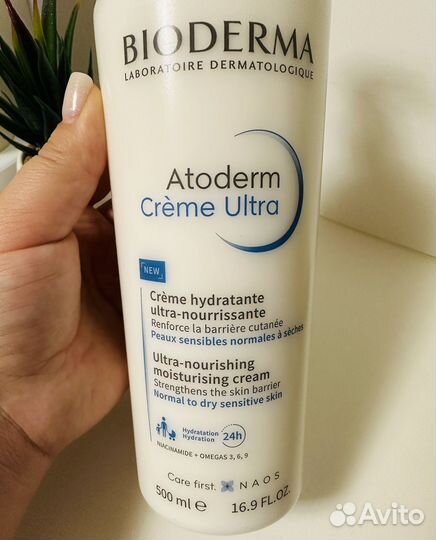 BIODERMA
LABORATOIRE DERMATOLOGIQUE
Atoderm
Crème Ultra
NEW
Crème hydratante
ultra-nourrissante
Renforce la barrière cutanée
Peaux sensibles normales à sèches
Ultra-nourishing
moisturising cream
Strengthens the skin barrier
Normal to dry sensitive skin
Hydratation
Hydration
24h
NIACINAMIDE + OMEGAS 3, 6, 9
Care first. NAOS
500 ml ℮ 16.9 FL.OZ.
Avito